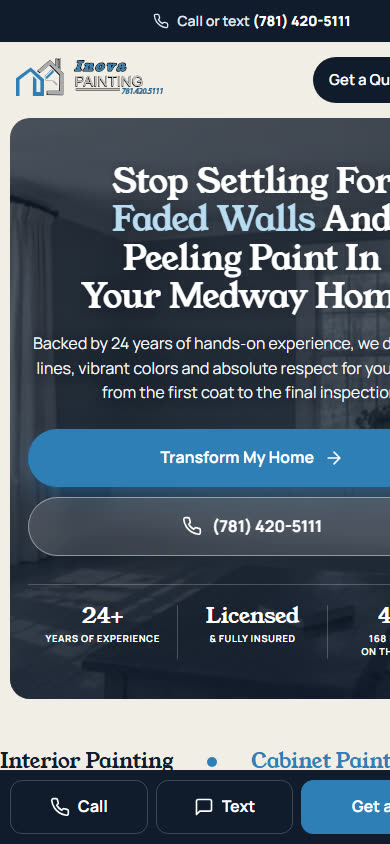 Call or text (781) 420-5111
Inova
PAINTING
781.420.5111
Get a Qu
Stop Settling For
Faded Walls And
Peeling Paint In
Your Medway Hom
Backed by 24 years of hands-on experience, we d
lines, vibrant colors and absolute respect for you
from the first coat to the final inspectio
Transform My Home
(781) 420-5111
24+
YEARS OF EXPERIENCE
Licensed
& FULLY INSURED
4
168
ON TH
Interior Painting
Cabinet Paint
Call
Text
Get a